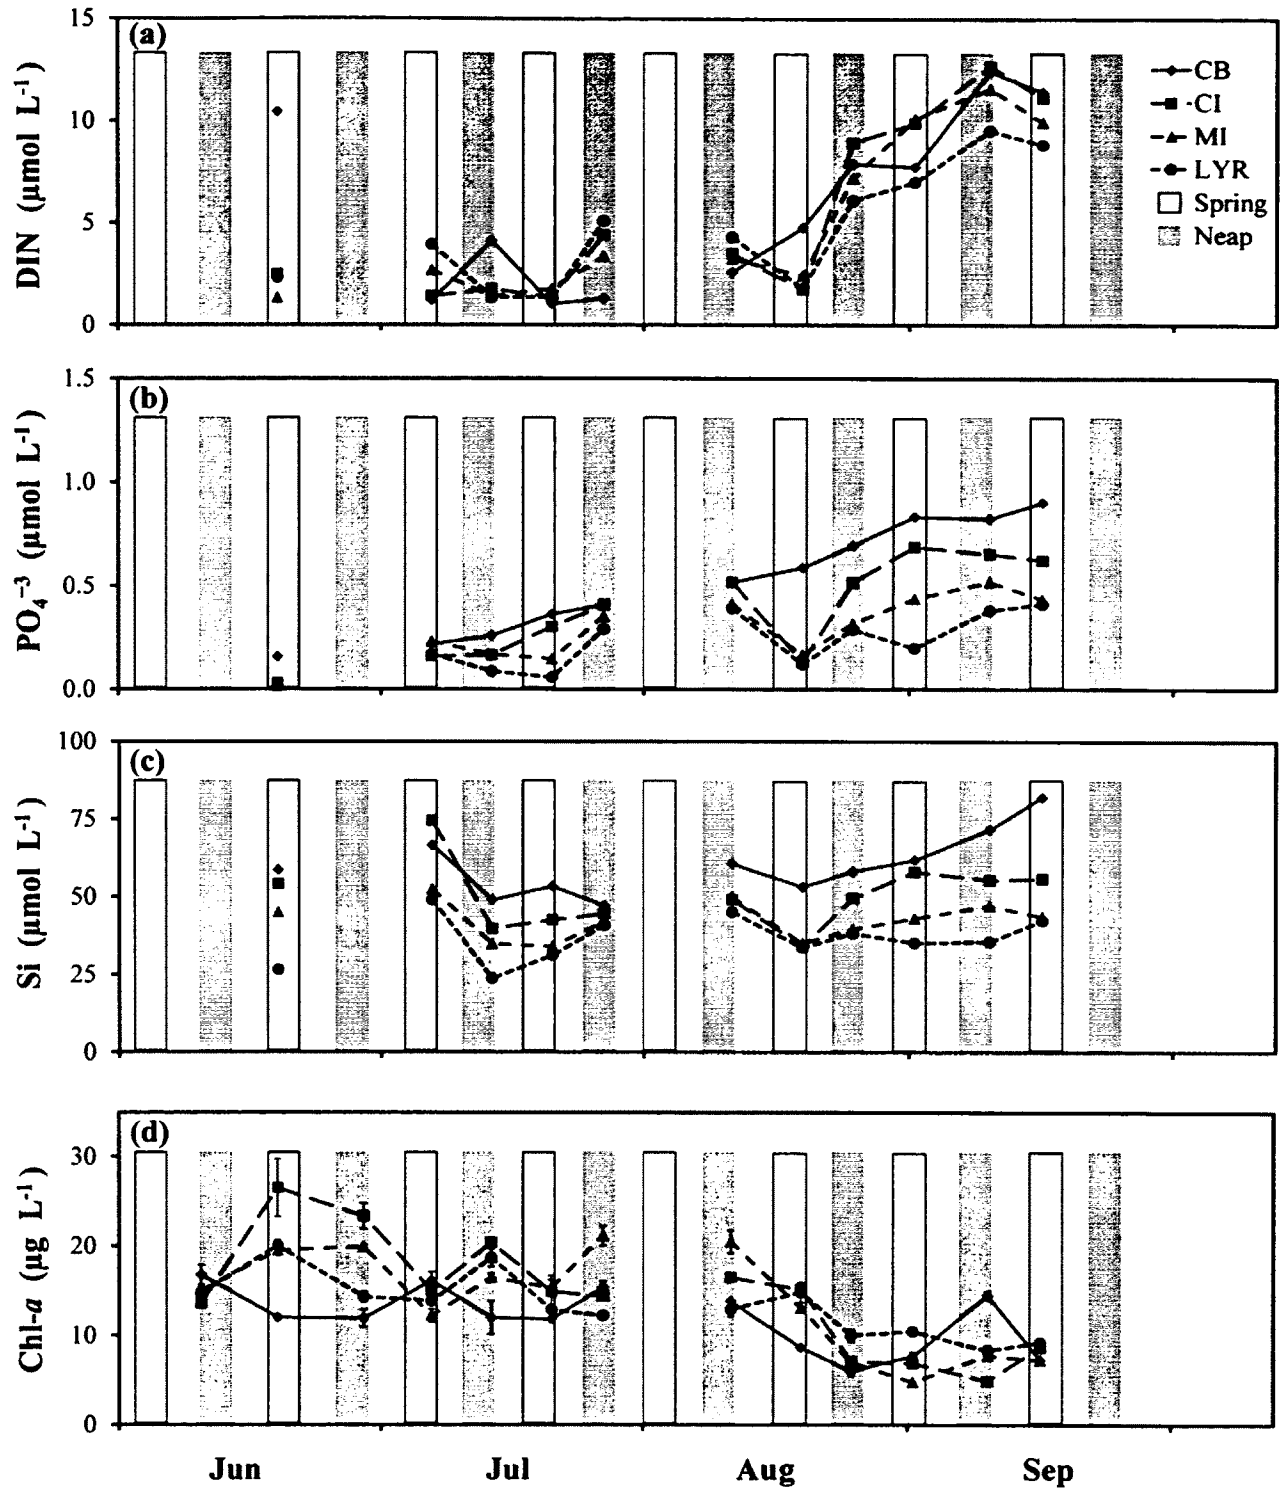 (a)
15
10
5
0
DIN (µmol L⁻¹)
CB
CI
MI
LYR
Spring
Neap
(b)
1.5
1.0
0.5
0.0
PO₄⁻³ (µmol L⁻¹)
(c)
100
75
50
25
0
Si (µmol L⁻¹)
(d)
30
20
10
0
Chl-a (µg L⁻¹)
Jun Jul Aug Sep